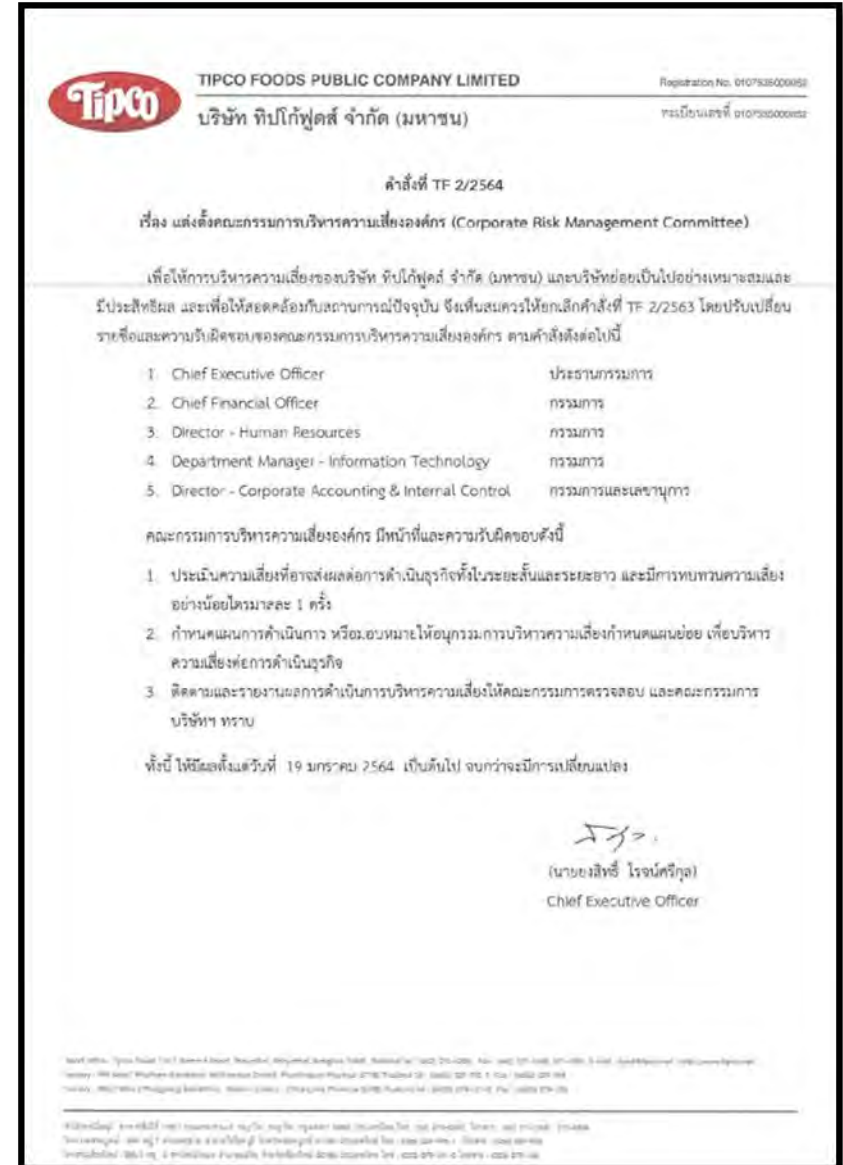 Tipco
TIPCO FOODS PUBLIC COMPANY LIMITED
Registration No.
บริษัท ทิปโก้ฟูดส์ จำกัด (มหาชน)
ทะเบียนเลขที่
คำสั่งที่ TF 2/2564
เรื่อง แต่งตั้งคณะกรรมการบริหารความเสี่ยงองค์กร (Corporate Risk Management Committee)
เพื่อให้การบริหารความเสี่ยงของบริษัท ทิปโก้ฟูดส์ จำกัด (มหาชน) และบริษัทย่อยเป็นไปอย่างเหมาะสมและ
มีประสิทธิผล และเพื่อให้สอดคล้องกับสถานการณ์ปัจจุบัน จึงเห็นสมควรให้ยกเลิกคำสั่งที่ TF 2/2563 โดยปรับเปลี่ยน
รายชื่อและความรับผิดชอบของคณะกรรมการบริหารความเสี่ยงองค์กร ตามคำสั่งดังต่อไปนี้
1. Chief Executive Officer ประธานกรรมการ
2. Chief Financial Officer กรรมการ
3. Director - Human Resources กรรมการ
4. Department Manager - Information Technology กรรมการ
5. Director - Corporate Accounting & Internal Control กรรมการและเลขานุการ
คณะกรรมการบริหารความเสี่ยงองค์กร มีหน้าที่และความรับผิดชอบดังนี้
1. ประเมินความเสี่ยงที่อาจส่งผลต่อการดำเนินธุรกิจทั้งในระยะสั้นและระยะยาว และมีการทบทวนความเสี่ยง
อย่างน้อยไตรมาสละ 1 ครั้ง
2. กำหนดแผนการดำเนินการ หรือมอบหมายให้อนุกรรมการบริหารความเสี่ยงกำหนดแผนย่อย เพื่อบริหาร
ความเสี่ยงต่อการดำเนินธุรกิจ
3. ติดตามและรายงานผลการดำเนินการบริหารความเสี่ยงให้คณะกรรมการตรวจสอบ และคณะกรรมการ
บริษัทฯ ทราบ
ทั้งนี้ ให้มีผลตั้งแต่วันที่ 19 มกราคม 2564 เป็นต้นไป จนกว่าจะมีการเปลี่ยนแปลง
(นายยงสิทธิ์ โรจน์ศรีกุล)
Chief Executive Officer